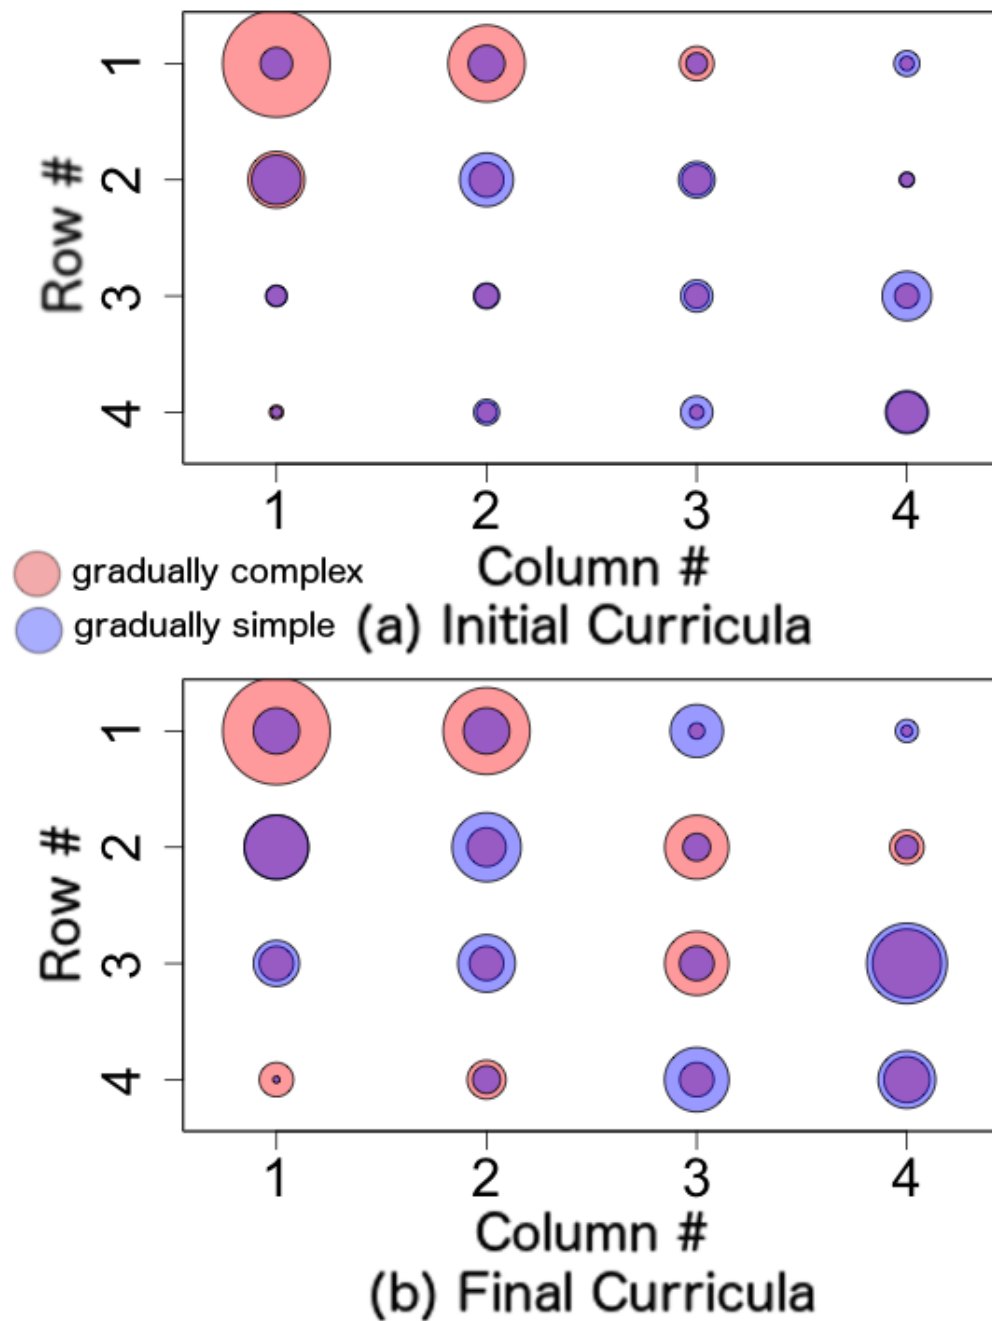 1
2
3
4
Row #
1 2 3 4
Column #
gradually complex
gradually simple
(a) Initial Curricula
1
2
3
4
Row #
1 2 3 4
Column #
(b) Final Curricula